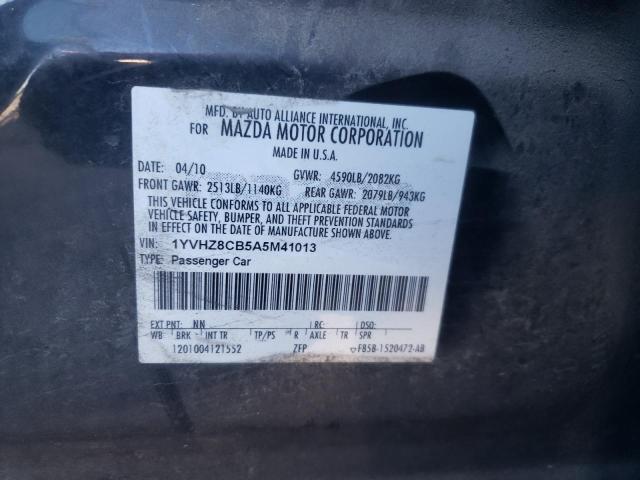 MFD. BY AUTO ALLIANCE INTERNATIONAL, INC.
FOR MAZDA MOTOR CORPORATION
MADE IN U.S.A.
DATE: 04/10 GVWR: 4590LB/2082KG
FRONT GAWR: 2513LB/1140KG REAR GAWR: 2079LB/943KG
THIS VEHICLE CONFORMS TO ALL APPLICABLE FEDERAL MOTOR
VEHICLE SAFETY, BUMPER, AND THEFT PREVENTION STANDARDS
IN EFFECT ON THE DATE OF MANUFACTURE SHOWN ABOVE.
VIN: 1YVHZ8CB5A5M41013
TYPE: Passenger Car
EXT PNT: NN RC: DSO:
WB BRK INT TR TP/PS R AXLE TR SPR
1201004121552 ZFP F85B-1520472-AB